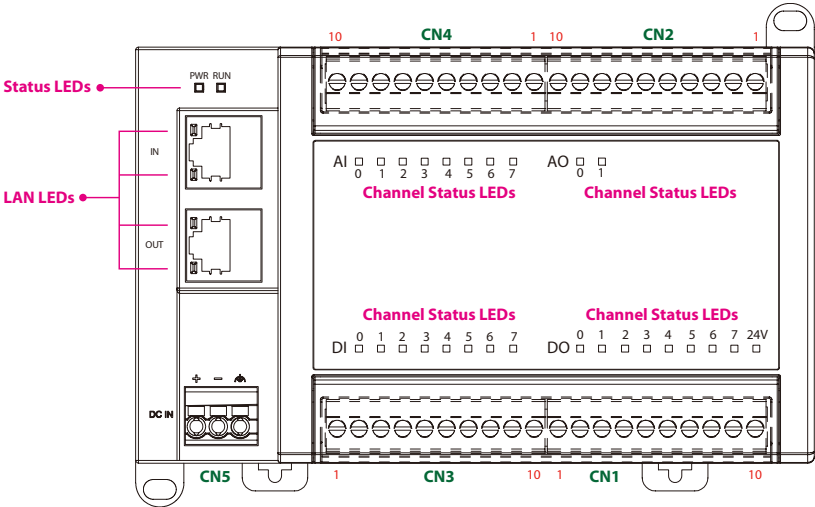 10 CN4 1 10 CN2 1
PWR RUN
Status LEDs
IN
AI 0 1 2 3 4 5 6 7
AO 0 1
Channel Status LEDs Channel Status LEDs
LAN LEDs
OUT
Channel Status LEDs Channel Status LEDs
DI 0 1 2 3 4 5 6 7
DO 0 1 2 3 4 5 6 7 24V
+ −
DC IN
CN5 1 CN3 10 1 CN1 10